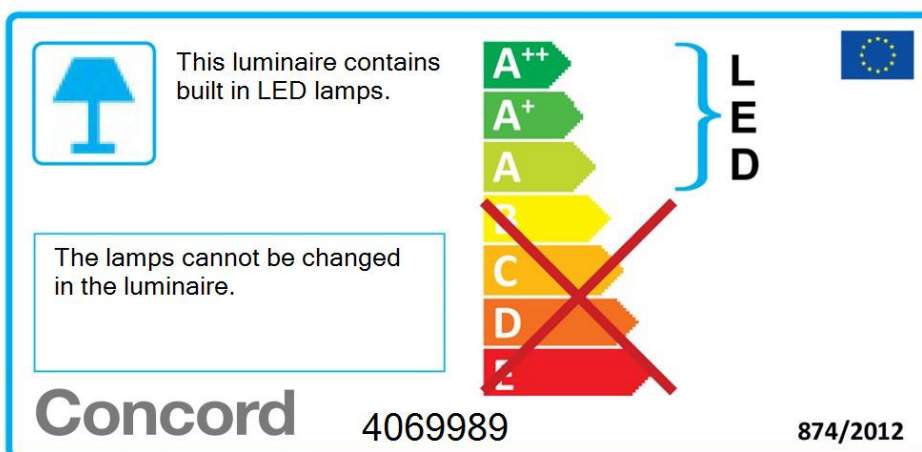 This luminaire contains
built in LED lamps.
A++
A+
A
B
C
D
E
L
E
D
The lamps cannot be changed
in the luminaire.
Concord
4069989
874/2012